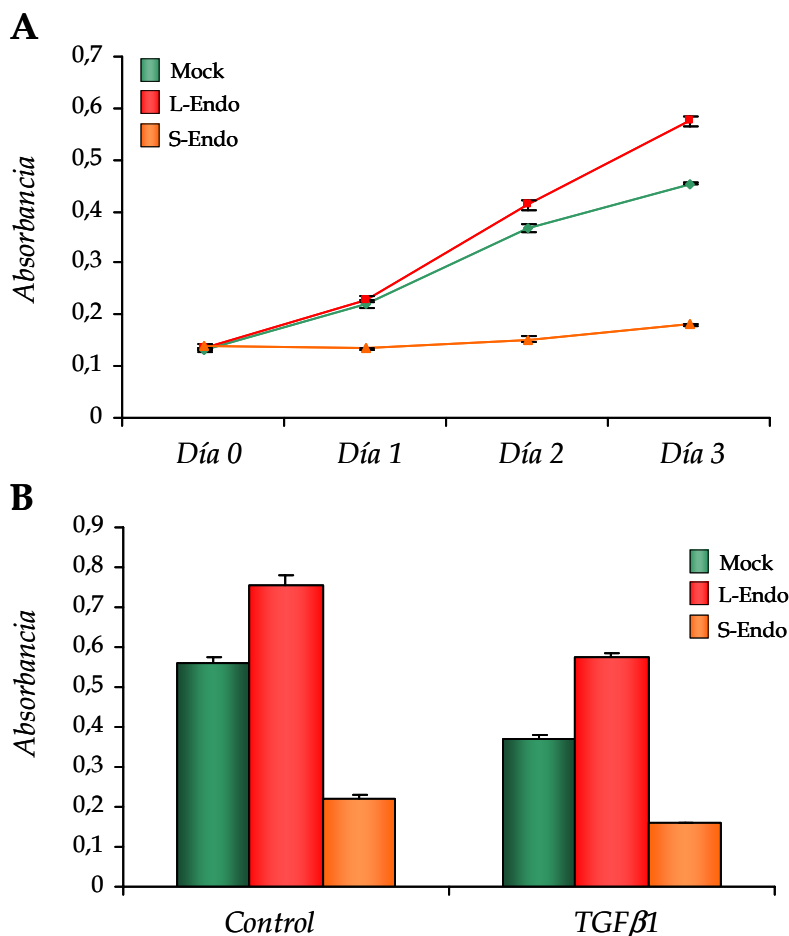 A
Absorbancia
0,7
0,6
0,5
0,4
0,3
0,2
0,1
0
Mock
L-Endo
S-Endo
Día 0 Día 1 Día 2 Día 3
B
Absorbancia
0,9
0,8
0,7
0,6
0,5
0,4
0,3
0,2
0,1
0
Mock
L-Endo
S-Endo
Control TGFβ1